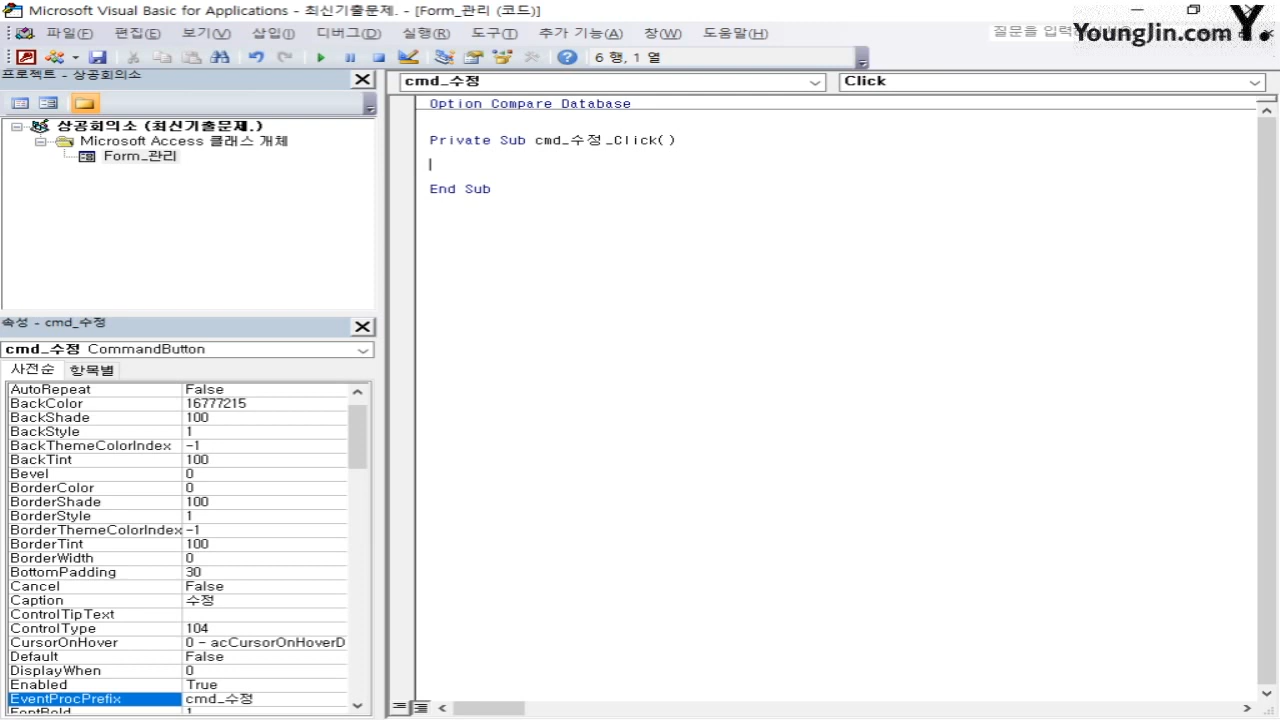 Microsoft Visual Basic for Applications - 최신기출문제. - [Form_관리 (코드)]
파일(F) 편집(E) 보기(V) 삽입(I) 디버그(D) 실행(R) 도구(T) 추가 기능(A) 창(W) 도움말(H)
질문을 입력
YoungJin.com Y.
6 행, 1 열
프로젝트 - 상공회의소
상공회의소 (최신기출문제.)
Microsoft Access 클래스 개체
Form_관리
속성 - cmd_수정
cmd_수정 CommandButton
사전순 항목별
AutoRepeat False
BackColor 16777215
BackShade 100
BackStyle 1
BackThemeColorIndex -1
BackTint 100
Bevel 0
BorderColor 0
BorderShade 100
BorderStyle 1
BorderThemeColorIndex -1
BorderTint 100
BorderWidth 0
BottomPadding 30
Cancel False
Caption 수정
ControlTipText
ControlType 104
CursorOnHover 0 - acCursorOnHoverD
Default False
DisplayWhen 0
Enabled True
EventProcPrefix cmd_수정
FontBold 1
cmd_수정
Click
Option Compare Database
Private Sub cmd_수정_Click()
End Sub